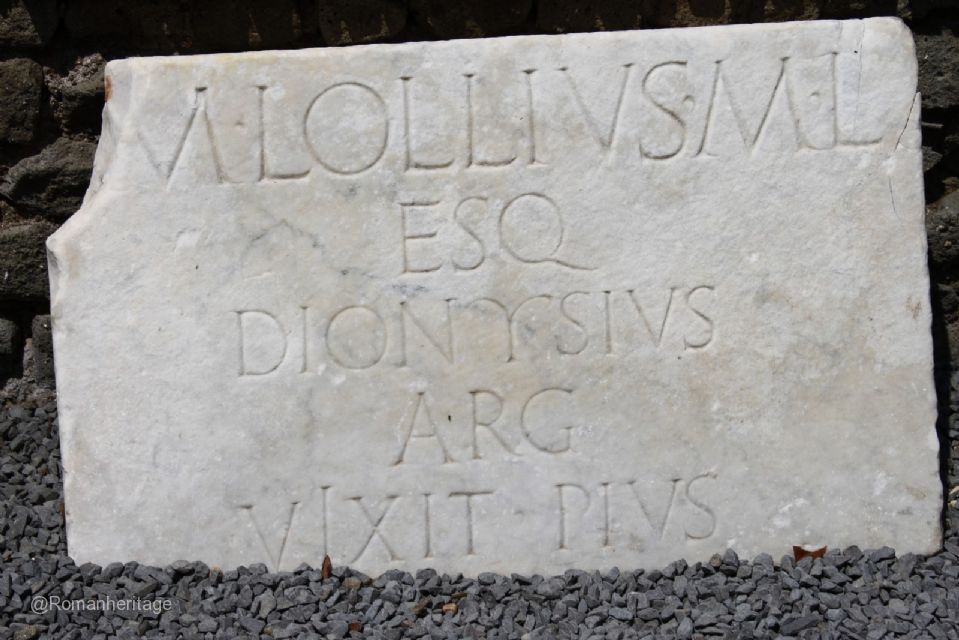 M·LOLLIVS·M·L
ESQ
DIONYSIVS
ARG
VIXIT·PIVS
@Romanheritage